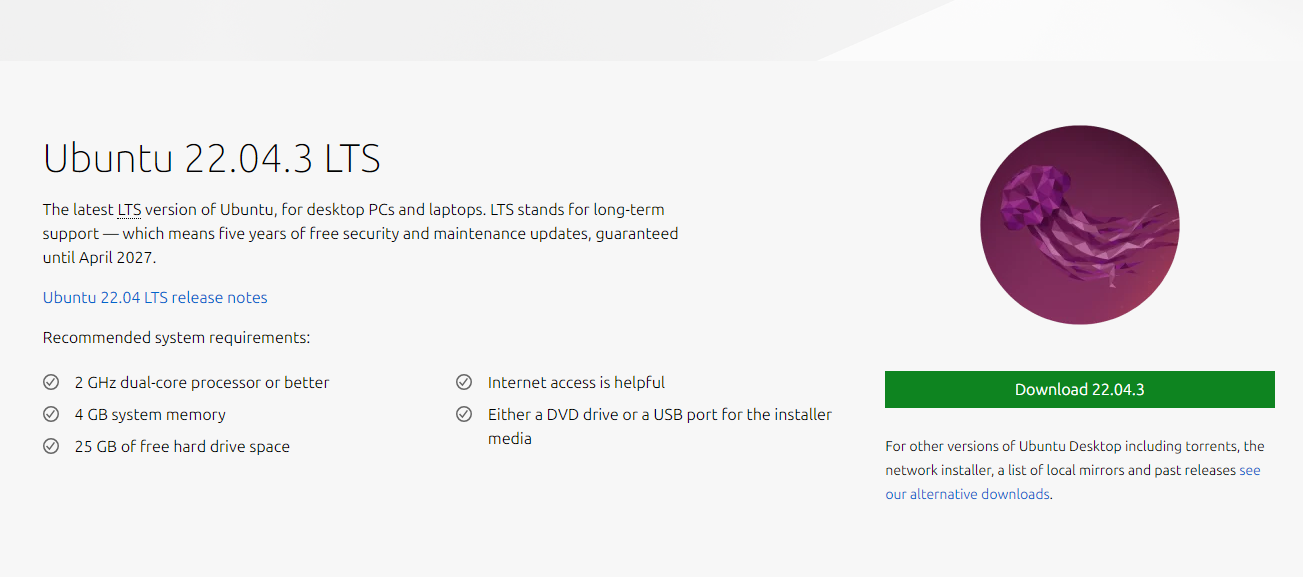 Ubuntu 22.04.3 LTS
The latest LTS version of Ubuntu, for desktop PCs and laptops. LTS stands for long-term
support — which means five years of free security and maintenance updates, guaranteed
until April 2027.
Ubuntu 22.04 LTS release notes
Recommended system requirements:
2 GHz dual-core processor or better
4 GB system memory
25 GB of free hard drive space
Internet access is helpful
Either a DVD drive or a USB port for the installer
media
Download 22.04.3
For other versions of Ubuntu Desktop including torrents, the
network installer, a list of local mirrors and past releases see
our alternative downloads.